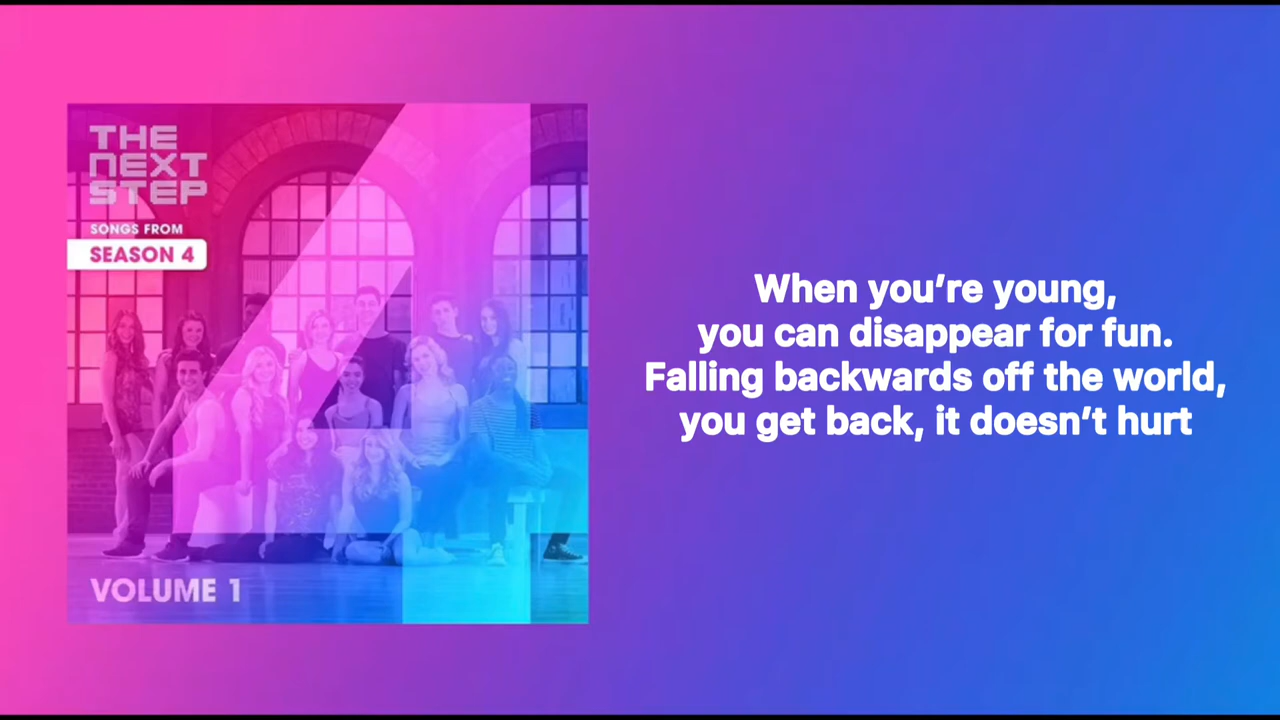 THE
NEXT
STEP
SONGS FROM
SEASON 4
4
VOLUME 1
When you’re young,
you can disappear for fun.
Falling backwards off the world,
you get back, it doesn’t hurt